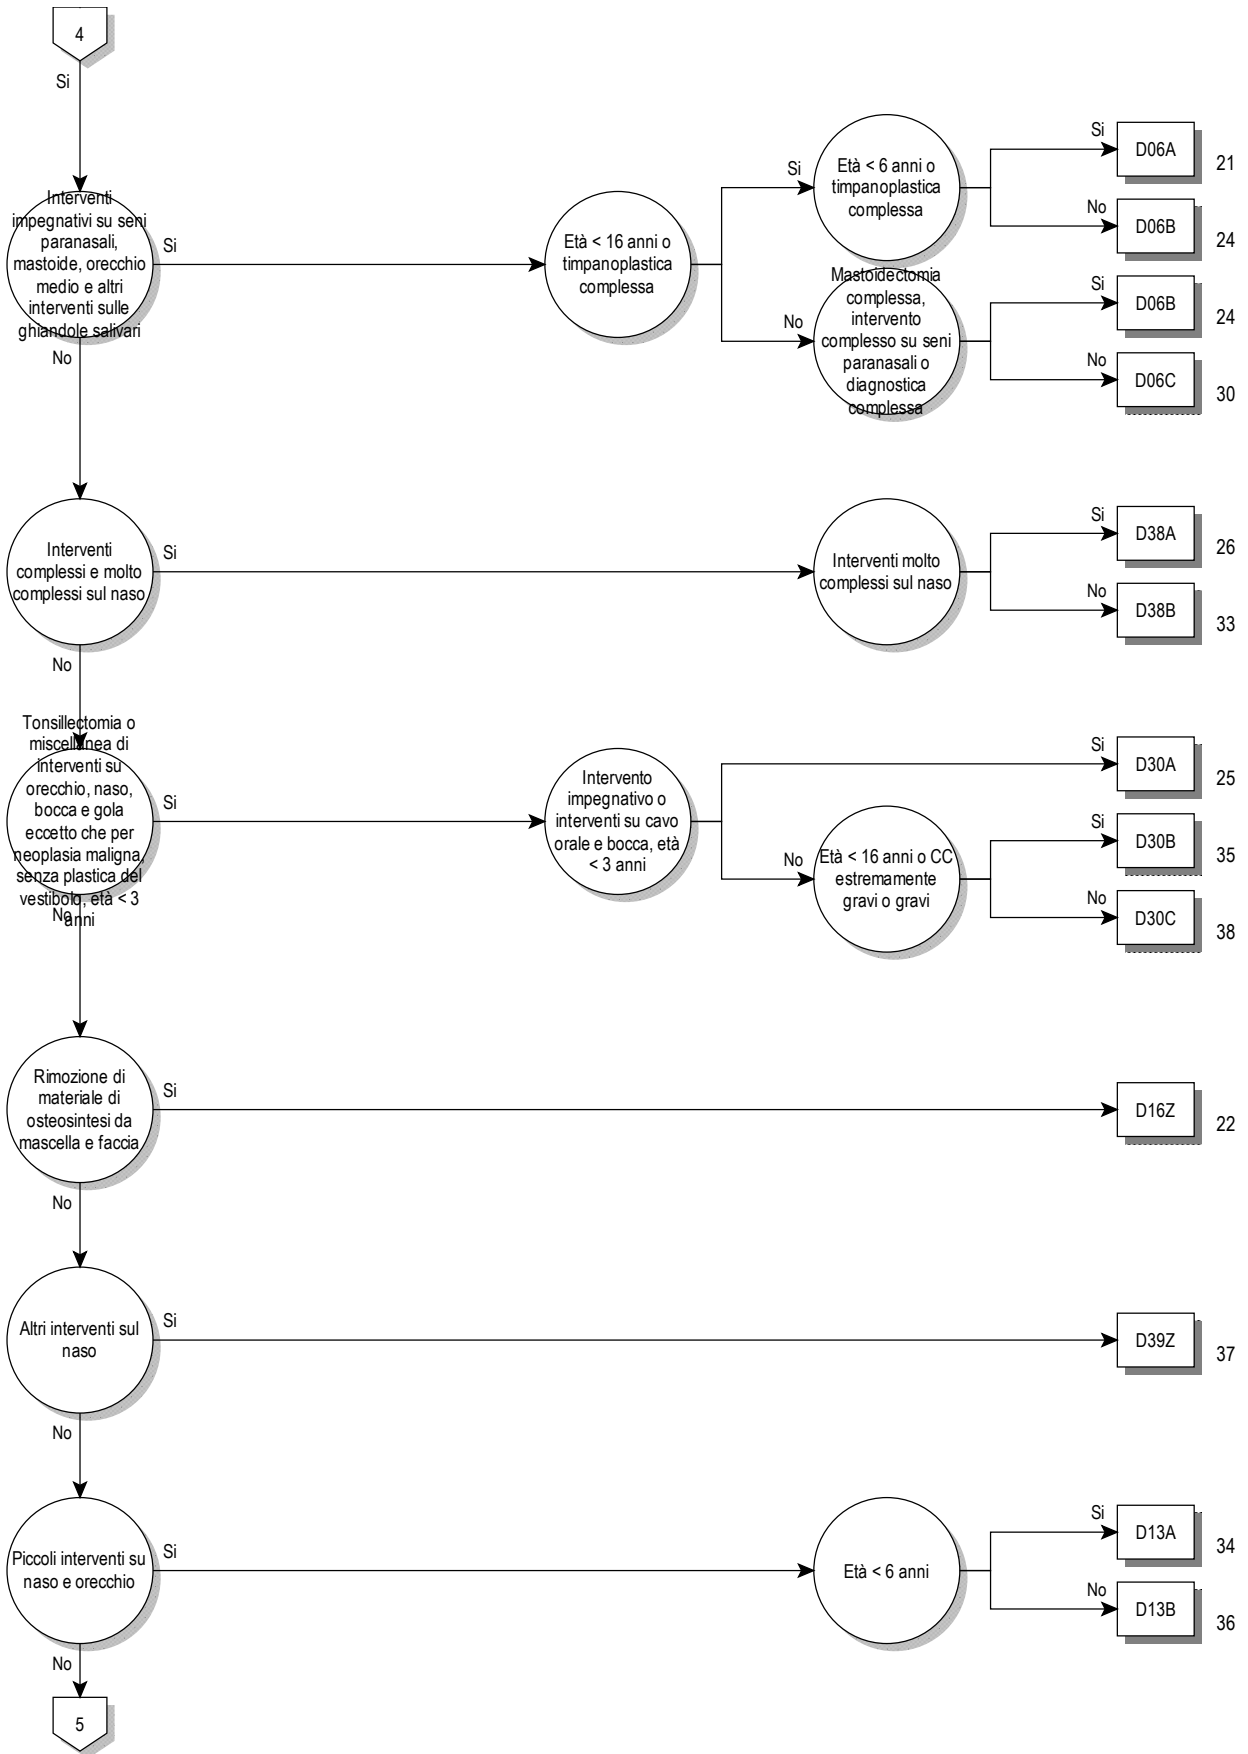 4
Si
Interventi
impegnativi su seni
paranasali,
mastoide, orecchio
medio e altri
interventi sulle
ghiandole salivari
Si
No
Età < 16 anni o
timpanoplastica
complessa
Si
No
Età < 6 anni o
timpanoplastica
complessa
Si
D06A
21
No
D06B
24
Mastoidectomia
complessa,
intervento
complesso su seni
paranasali o
diagnostica
complessa
Si
D06B
24
No
D06C
30
Interventi
complessi e molto
complessi sul naso
Si
No
Interventi molto
complessi sul naso
Si
D38A
26
No
D38B
33
Tonsillectomia o
miscellanea di
interventi su
orecchio, naso,
bocca e gola
eccetto che per
neoplasia maligna,
senza plastica del
vestibolo, età < 3
anni
Si
No
Intervento
impegnativo o
interventi su cavo
orale e bocca, età
< 3 anni
Si
D30A
25
No
Età < 16 anni o CC
estremamente
gravi o gravi
Si
D30B
35
No
D30C
38
Rimozione di
materiale di
osteosintesi da
mascella e faccia
Si
D16Z
22
No
Altri interventi sul
naso
Si
D39Z
37
No
Piccoli interventi su
naso e orecchio
Si
Età < 6 anni
Si
D13A
34
No
D13B
36
No
5